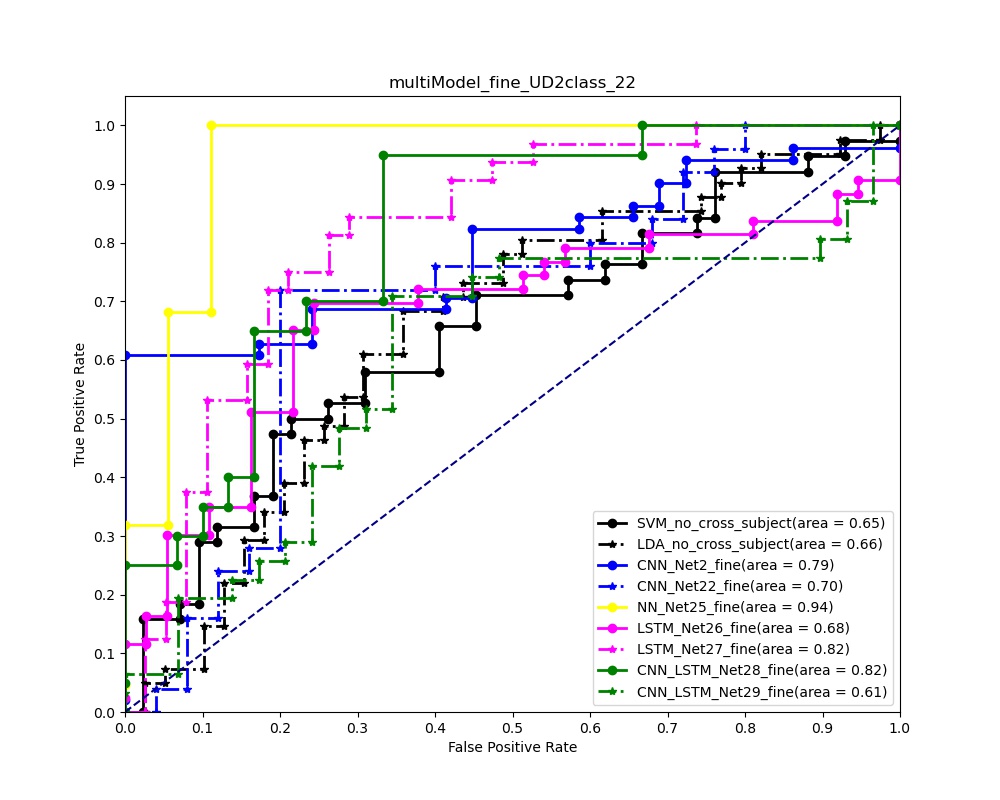 multiModel_fine_UD2class_22
1.0
0.9
0.8
0.7
0.6
0.5
0.4
0.3
0.2
0.1
0.0
True Positive Rate
SVM_no_cross_subject(area = 0.65)
LDA_no_cross_subject(area = 0.66)
CNN_Net2_fine(area = 0.79)
CNN_Net22_fine(area = 0.70)
NN_Net25_fine(area = 0.94)
LSTM_Net26_fine(area = 0.68)
LSTM_Net27_fine(area = 0.82)
CNN_LSTM_Net28_fine(area = 0.82)
CNN_LSTM_Net29_fine(area = 0.61)
0.0 0.1 0.2 0.3 0.4 0.5 0.6 0.7 0.8 0.9 1.0
False Positive Rate